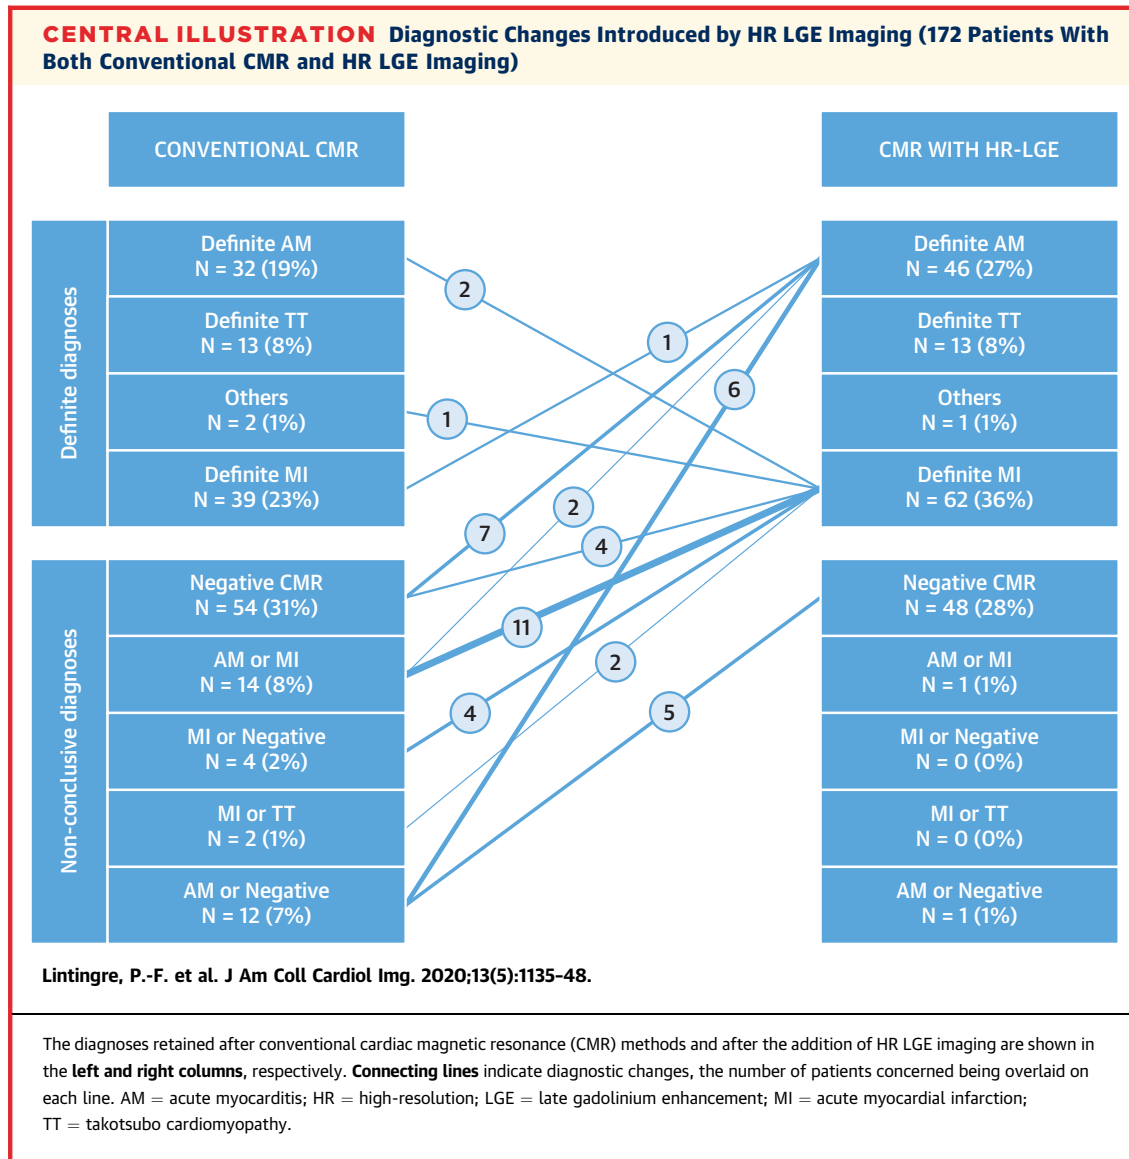 CENTRAL ILLUSTRATION Diagnostic Changes Introduced by HR LGE Imaging (172 Patients With
Both Conventional CMR and HR LGE Imaging)
CONVENTIONAL CMR
CMR WITH HR-LGE
Definite diagnoses
Definite AM
N = 32 (19%)
Definite TT
N = 13 (8%)
Others
N = 2 (1%)
Definite MI
N = 39 (23%)
Non-conclusive diagnoses
Negative CMR
N = 54 (31%)
AM or MI
N = 14 (8%)
MI or Negative
N = 4 (2%)
MI or TT
N = 2 (1%)
AM or Negative
N = 12 (7%)
2
1
1
6
2
7
4
11
2
4
5
Definite AM
N = 46 (27%)
Definite TT
N = 13 (8%)
Others
N = 1 (1%)
Definite MI
N = 62 (36%)
Negative CMR
N = 48 (28%)
AM or MI
N = 1 (1%)
MI or Negative
N = 0 (0%)
MI or TT
N = 0 (0%)
AM or Negative
N = 1 (1%)
Lintingre, P.-F. et al. J Am Coll Cardiol Img. 2020;13(5):1135–48.
The diagnoses retained after conventional cardiac magnetic resonance (CMR) methods and after the addition of HR LGE imaging are shown in
the left and right columns, respectively. Connecting lines indicate diagnostic changes, the number of patients concerned being overlaid on
each line. AM = acute myocarditis; HR = high-resolution; LGE = late gadolinium enhancement; MI = acute myocardial infarction;
TT = takotsubo cardiomyopathy.